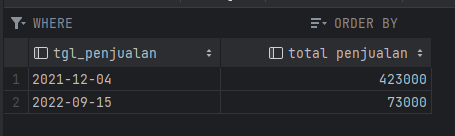 WHERE ORDER BY
tgl_penjualan total penjualan
1 2021-12-04 423000
2 2022-09-15 73000